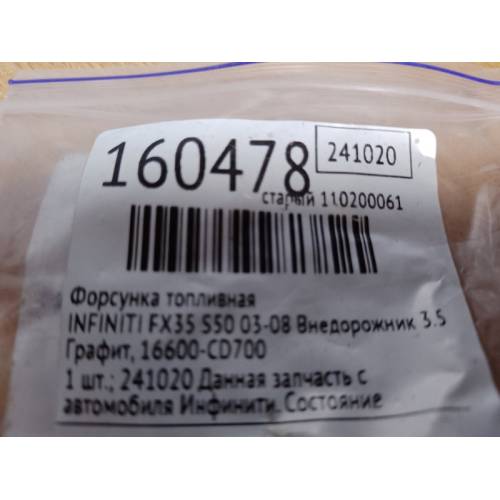 160478 241020
старый 110200061
Форсунка топливная
INFINITI FX35 S50 03-08 Внедорожник 3.5
Графит, 16600-CD700
1 шт.; 241020 Данная запчасть с
автомобиля Инфинити. Состояние